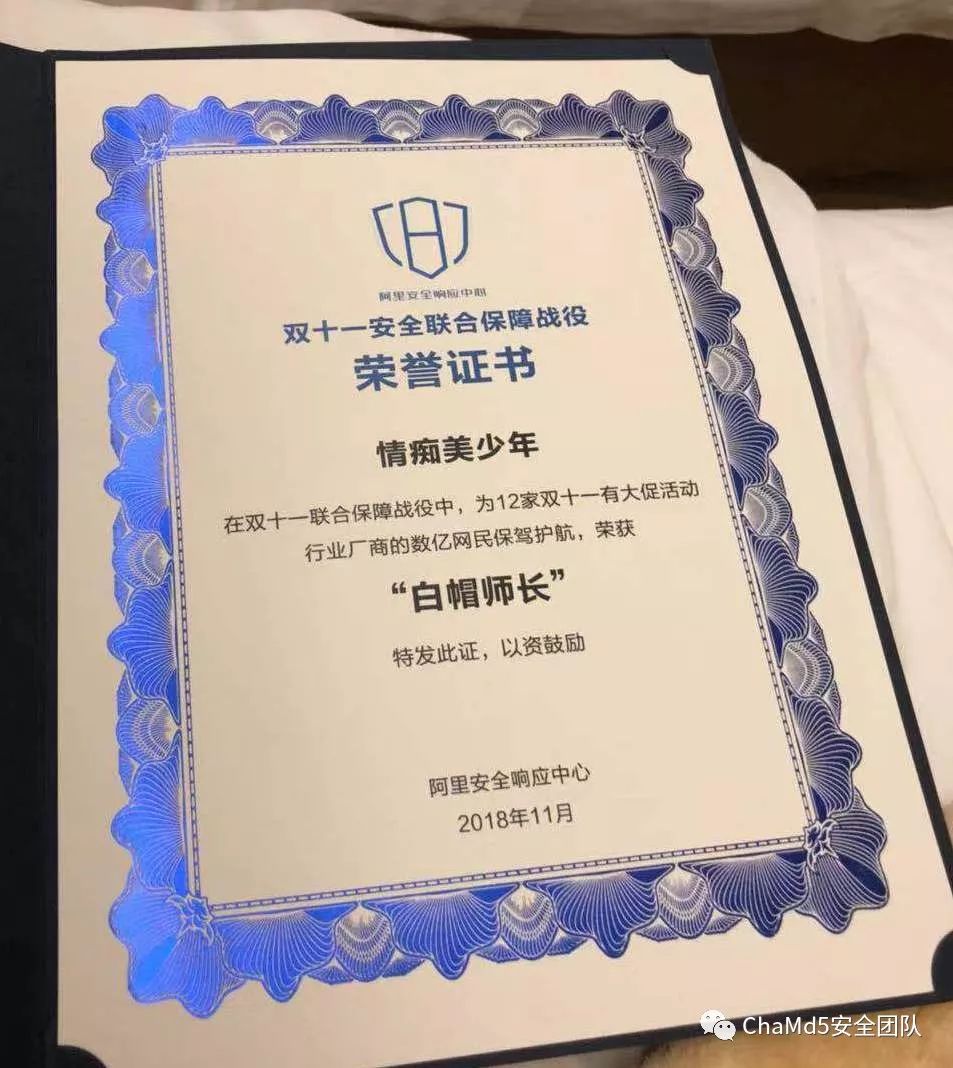 阿里安全响应中心
双十一安全联合保障战役
荣誉证书
情痴美少年
在双十一联合保障战役中，为12家双十一有大促活动
行业厂商的数亿网民保驾护航，荣获
“白帽师长”
特发此证，以资鼓励
阿里安全响应中心
2018年11月
ChaMd5安全团队